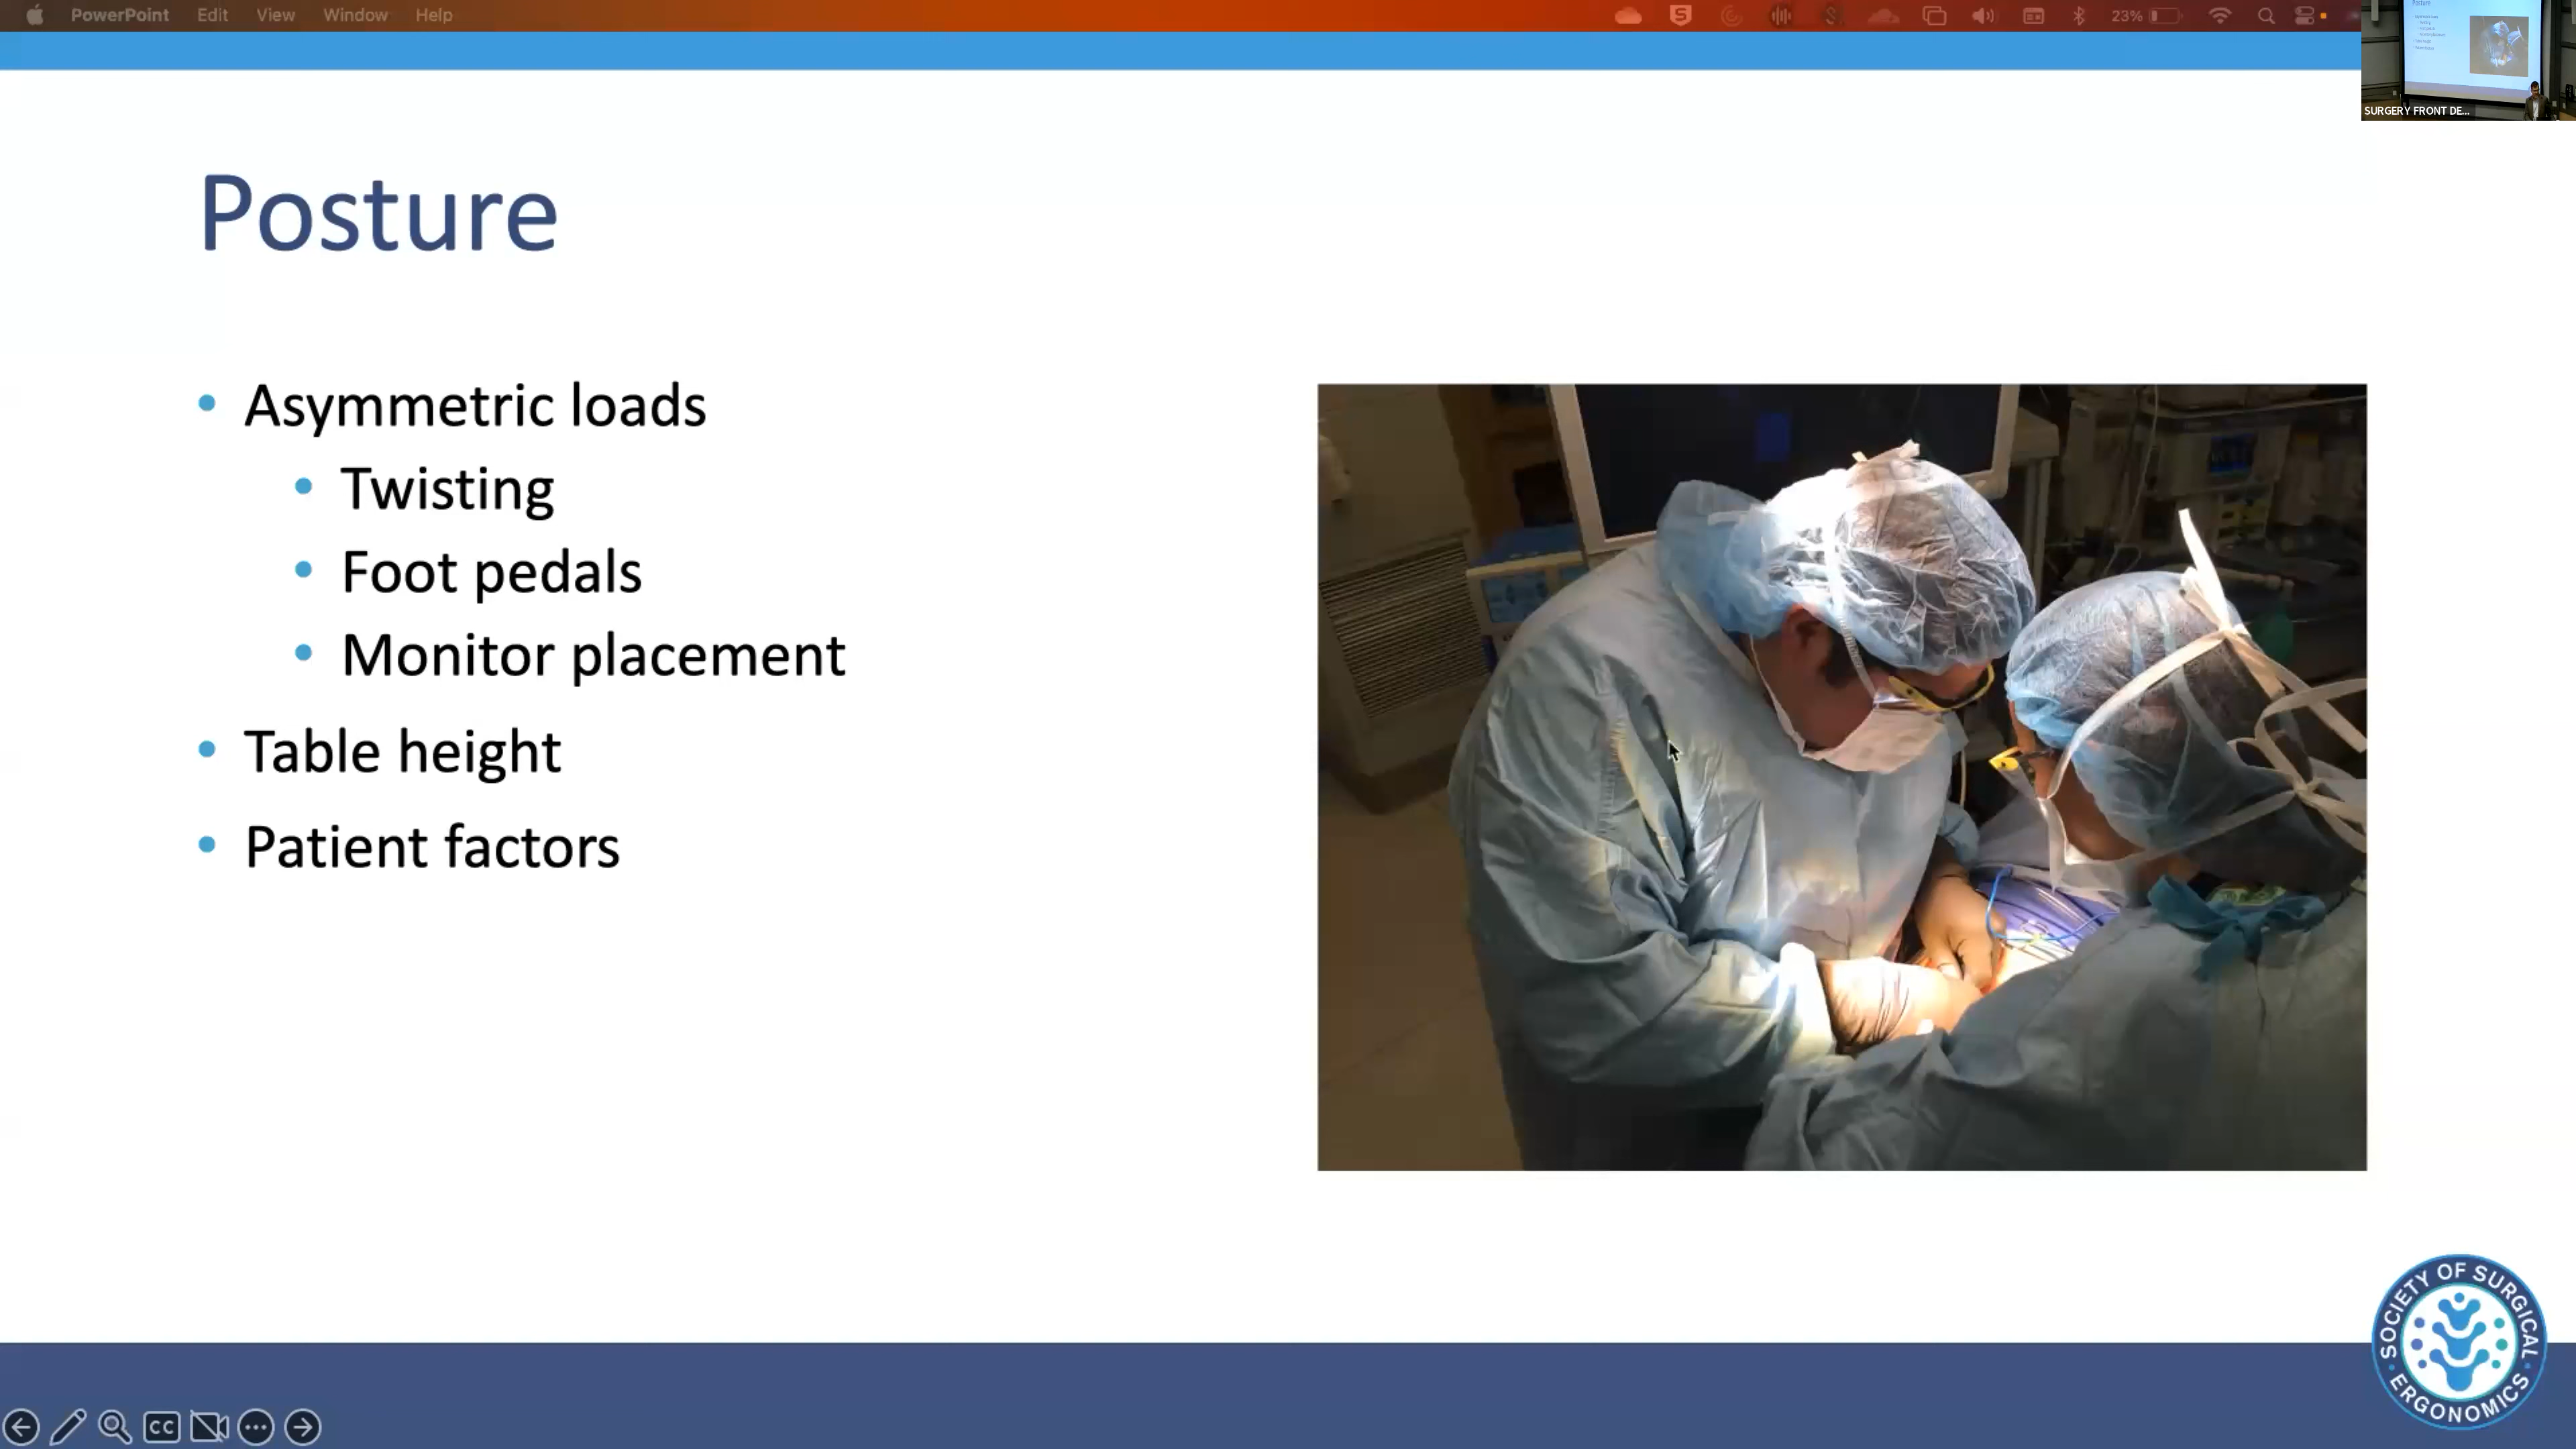 PowerPoint Edit View Window Help 23%
SURGERY FRONT DE...
Posture
Asymmetric loads
Twisting
Foot pedals
Monitor placement
Table height
Patient factors
SOCIETY OF SURGICAL ERGONOMICS
CC